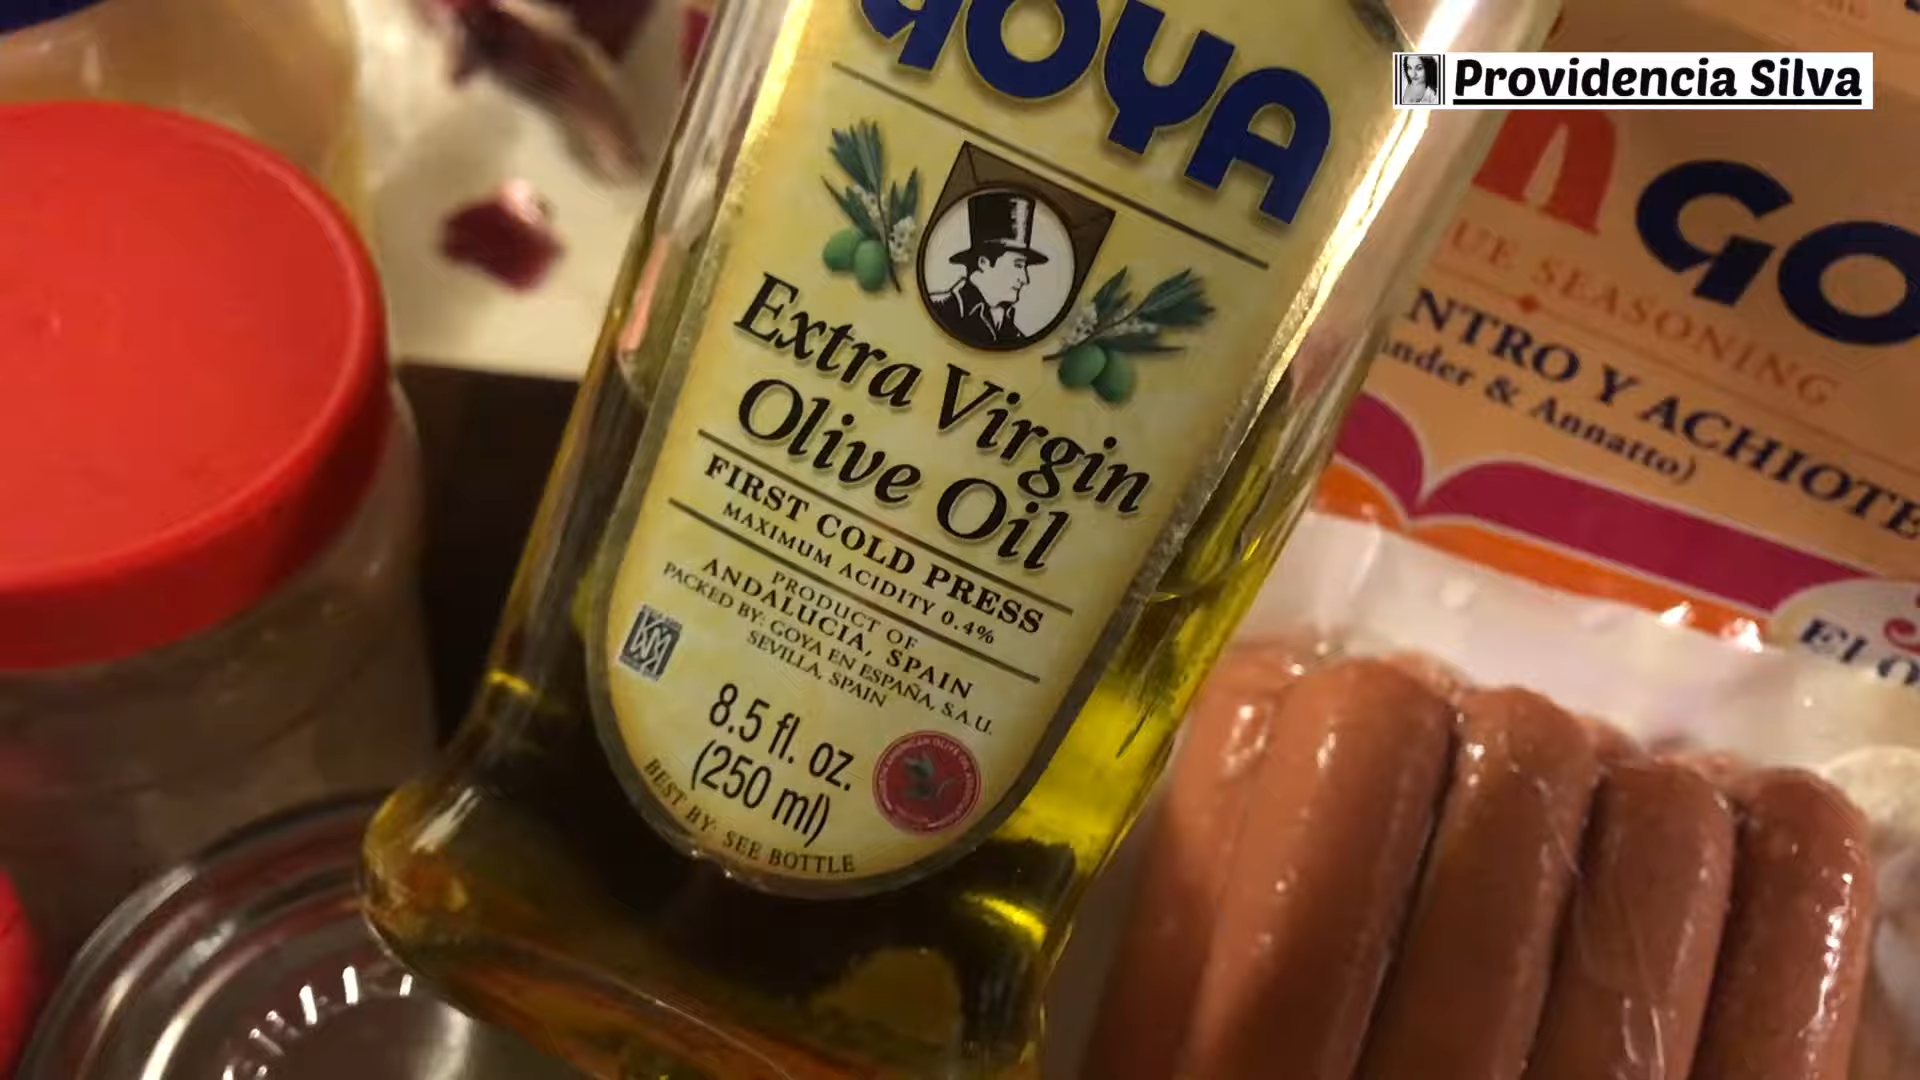 Providencia Silva
GOYA
Extra Virgin
Olive Oil
FIRST COLD PRESS
MAXIMUM ACIDITY 0.4%
PRODUCT OF
ANDALUCIA, SPAIN
PACKED BY: GOYA EN ESPAÑA, S.A.U.
SEVILLA, SPAIN
8.5 fl. oz.
(250 ml)
BEST BY: SEE BOTTLE
GO
UE SEASONING
NTRO Y ACHIOTE
ander & Annatto)